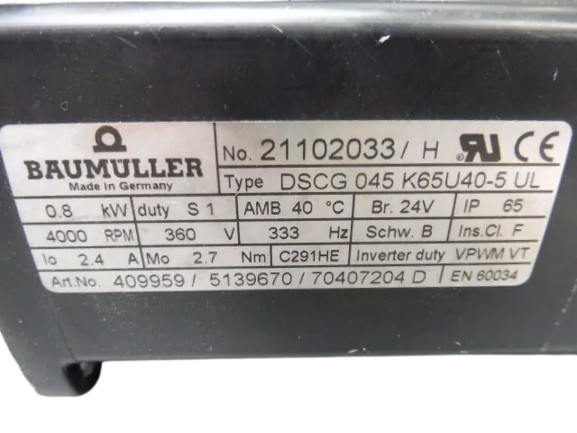 BAUMÜLLER
Made in Germany
No. 21102033/ H
Type DSCG 045 K65U40-5 UL
0.8 kW duty S 1 AMB 40 °C Br. 24V IP 65
4000 RPM 360 V 333 Hz Schw. B Ins.Cl. F
Io 2.4 A Mo 2.7 Nm C291HE Inverter duty VPWM VT
Art.No. 409959 / 5139670 / 70407204 D EN 60034